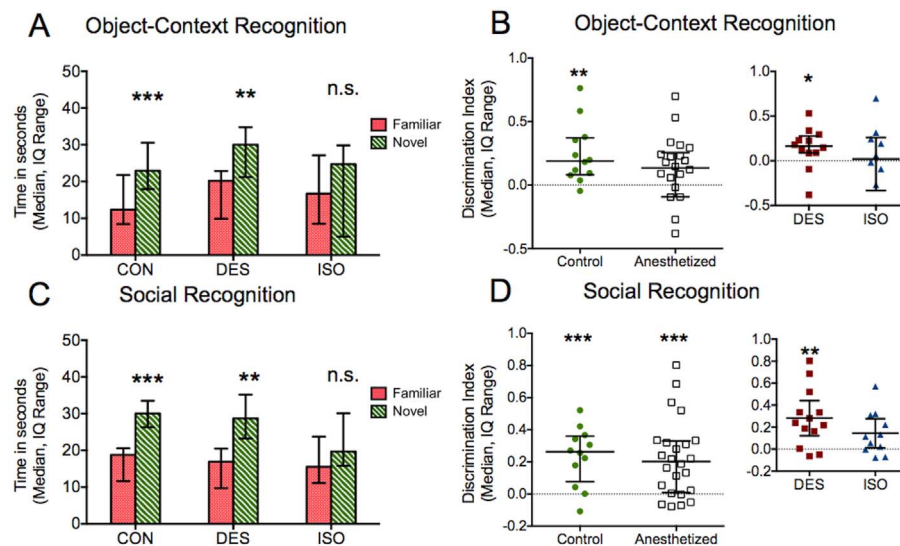 A Object-Context Recognition
Time in seconds
(Median, IQ Range)
50
40
30
20
10
0
***
**
n.s.
Familiar
Novel
CON DES ISO
B Object-Context Recognition
Discrimination Index
(Median, IQ Range)
1.0
0.5
0.0
-0.5
**
Control Anesthetized
1.0
0.5
0.0
-0.5
*
DES ISO
C Social Recognition
Time in seconds
(Median, IQ Range)
50
40
30
20
10
0
***
**
n.s.
Familiar
Novel
CON DES ISO
D Social Recognition
Discrimination Index
(Median, IQ Range)
1.0
0.8
0.6
0.4
0.2
0.0
-0.2
*** ***
Control Anesthetized
1.0
0.8
0.6
0.4
0.2
0.0
-0.2
**
DES ISO